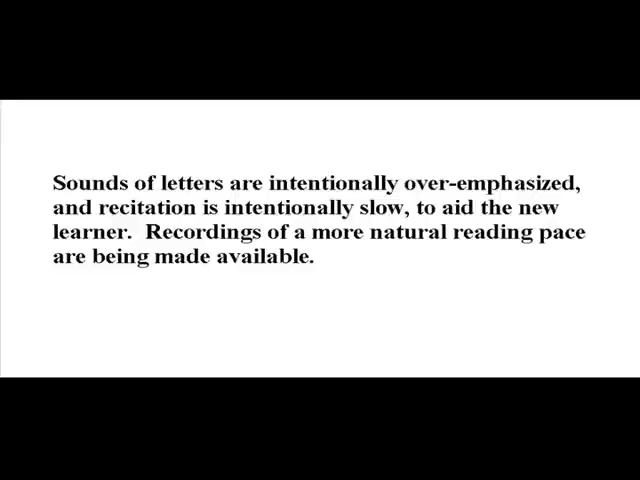 Sounds of letters are intentionally over-emphasized,
and recitation is intentionally slow, to aid the new
learner.  Recordings of a more natural reading pace
are being made available.